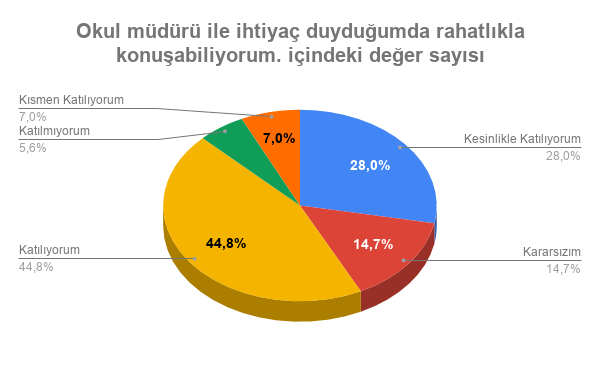 Okul müdürü ile ihtiyaç duyduğumda rahatlıkla
konuşabiliyorum. içindeki değer sayısı
Kısmen Katılıyorum
7,0%
Katılmıyorum
5,6%
Katılıyorum
44,8%
7,0%
28,0%
44,8%
14,7%
Kesinlikle Katılıyorum
28,0%
Kararsızım
14,7%